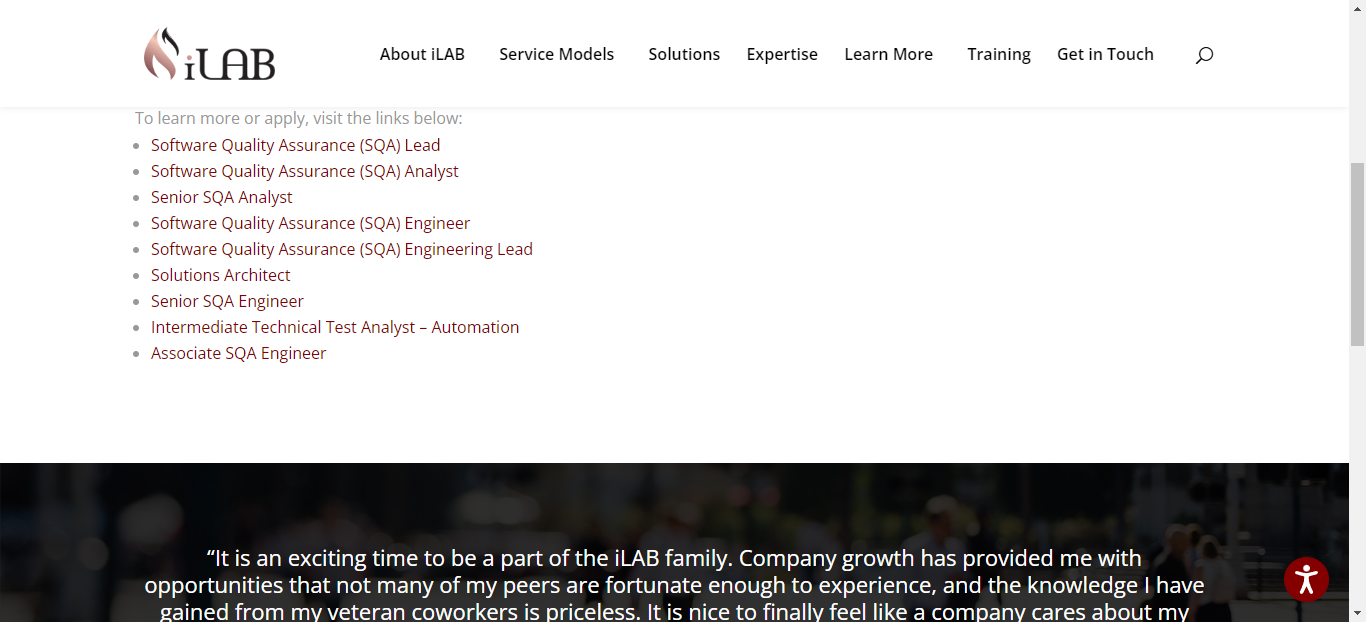 iLAB
About iLAB Service Models Solutions Expertise Learn More Training Get in Touch
To learn more or apply, visit the links below:
Software Quality Assurance (SQA) Lead
Software Quality Assurance (SQA) Analyst
Senior SQA Analyst
Software Quality Assurance (SQA) Engineer
Software Quality Assurance (SQA) Engineering Lead
Solutions Architect
Senior SQA Engineer
Intermediate Technical Test Analyst – Automation
Associate SQA Engineer
“It is an exciting time to be a part of the iLAB family. Company growth has provided me with
opportunities that not many of my peers are fortunate enough to experience, and the knowledge I have
gained from my veteran coworkers is priceless. It is nice to finally feel like a company cares about my